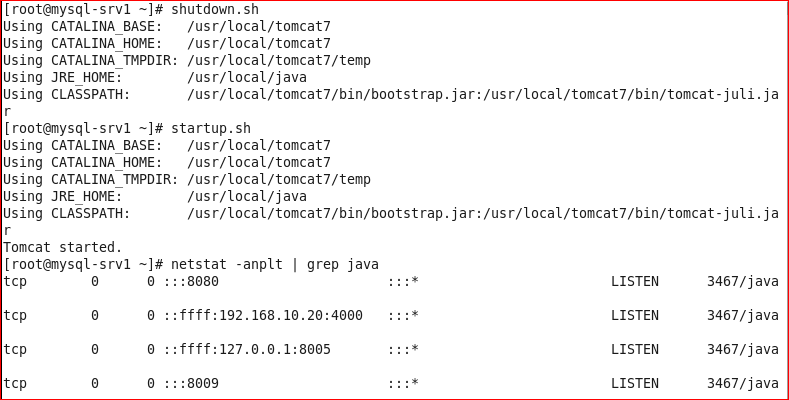 [root@mysql-srv1 ~]# shutdown.sh
Using CATALINA_BASE:   /usr/local/tomcat7
Using CATALINA_HOME:   /usr/local/tomcat7
Using CATALINA_TMPDIR: /usr/local/tomcat7/temp
Using JRE_HOME:        /usr/local/java
Using CLASSPATH:       /usr/local/tomcat7/bin/bootstrap.jar:/usr/local/tomcat7/bin/tomcat-juli.ja
r
[root@mysql-srv1 ~]# startup.sh
Using CATALINA_BASE:   /usr/local/tomcat7
Using CATALINA_HOME:   /usr/local/tomcat7
Using CATALINA_TMPDIR: /usr/local/tomcat7/temp
Using JRE_HOME:        /usr/local/java
Using CLASSPATH:       /usr/local/tomcat7/bin/bootstrap.jar:/usr/local/tomcat7/bin/tomcat-juli.ja
r
Tomcat started.
[root@mysql-srv1 ~]# netstat -anplt | grep java
tcp        0      0 :::8080                     :::*                        LISTEN      3467/java
tcp        0      0 ::ffff:192.168.10.20:4000   :::*                        LISTEN      3467/java
tcp        0      0 ::ffff:127.0.0.1:8005       :::*                        LISTEN      3467/java
tcp        0      0 :::8009                     :::*                        LISTEN      3467/java